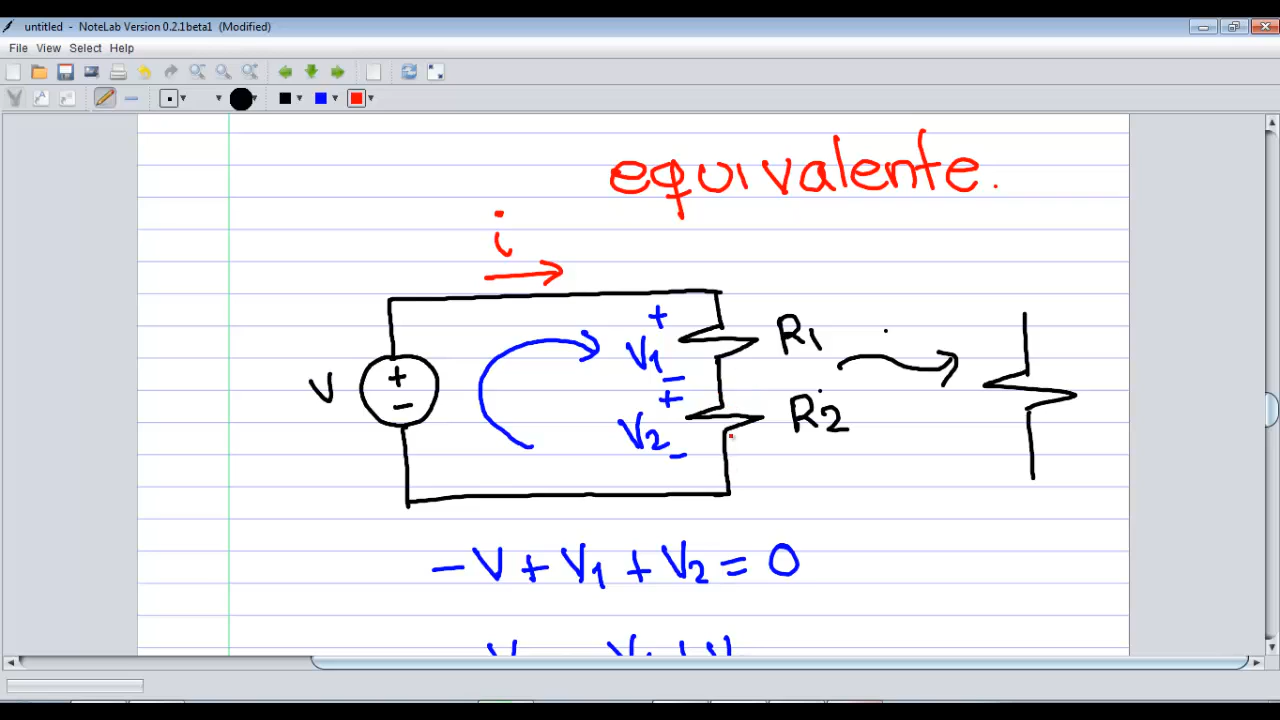 untitled - NoteLab Version 0.2.1beta1 (Modified)
File View Select Help
equivalente.
i
+
V1
−
R1
V
+
−
+
V2
−
R2
-V + V1 + V2 = 0